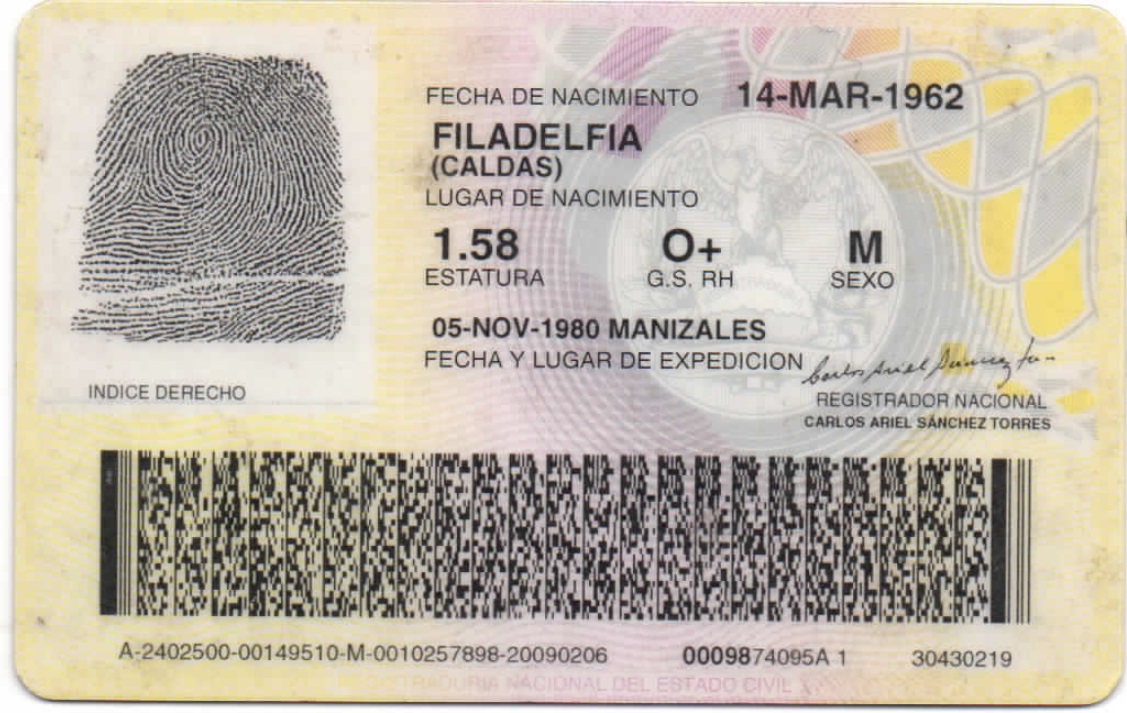 FECHA DE NACIMIENTO 14-MAR-1962
FILADELFIA
(CALDAS)
LUGAR DE NACIMIENTO
1.58 O+ M
ESTATURA G.S. RH SEXO
05-NOV-1980 MANIZALES
FECHA Y LUGAR DE EXPEDICION
INDICE DERECHO
REGISTRADOR NACIONAL
CARLOS ARIEL SÁNCHEZ TORRES
A-2402500-00149510-M-0010257898-20090206 0009874095A 1 30430219
REGISTRADURIA NACIONAL DEL ESTADO CIVIL